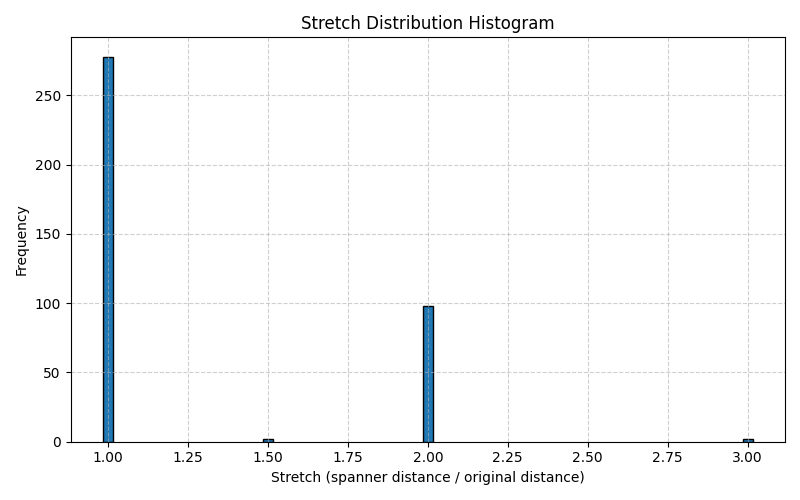 Stretch Distribution Histogram
Frequency
250
200
150
100
50
0
1.00 1.25 1.50 1.75 2.00 2.25 2.50 2.75 3.00
Stretch (spanner distance / original distance)